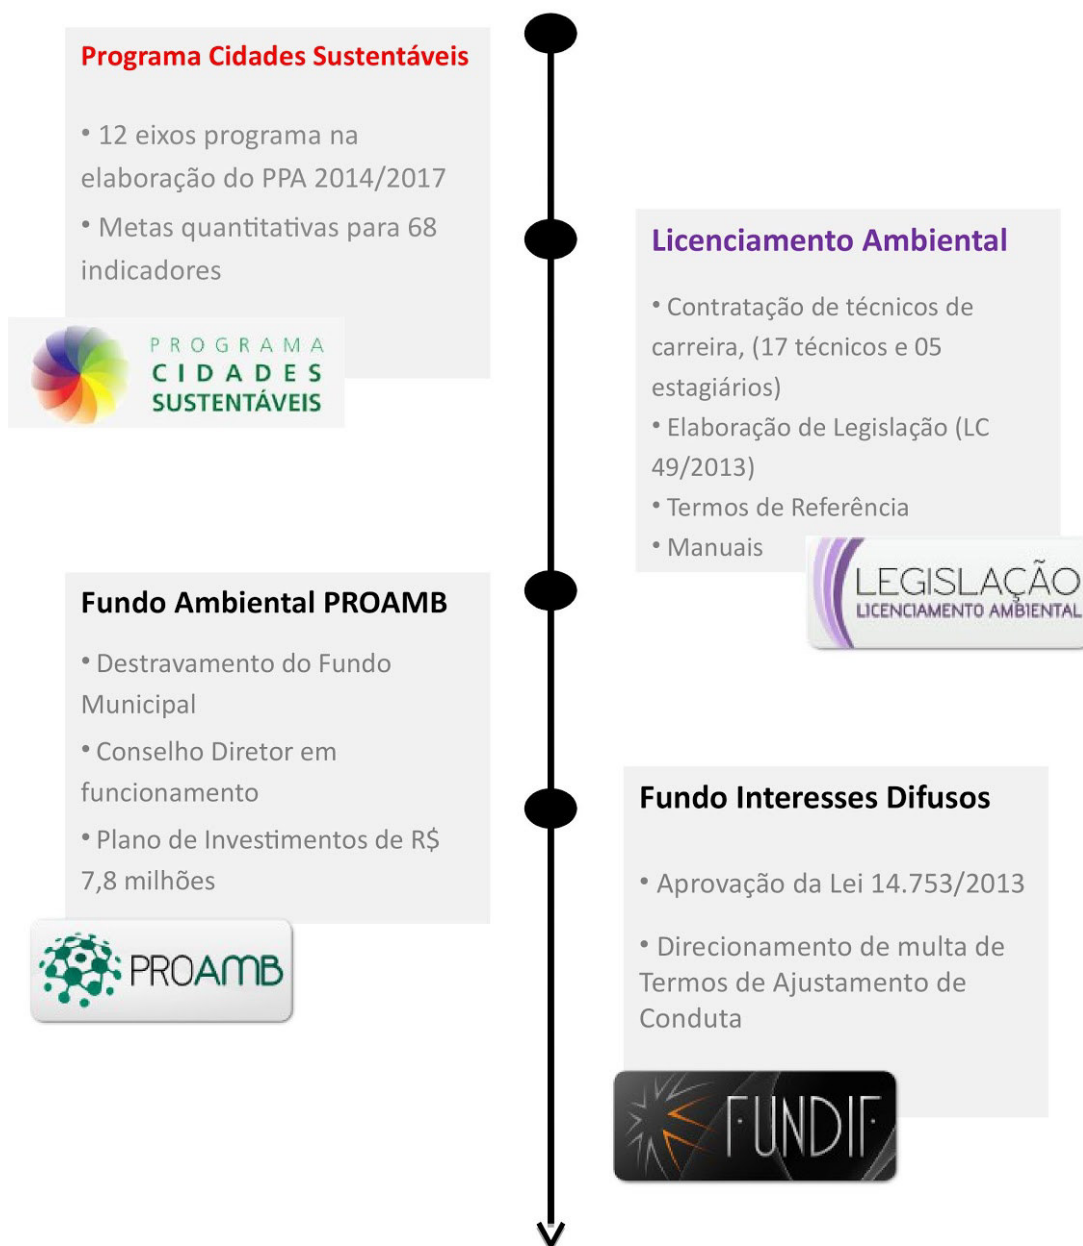 Programa Cidades Sustentáveis
• 12 eixos programa na
elaboração do PPA 2014/2017
• Metas quantitativas para 68
indicadores
PROGRAMA
CIDADES
SUSTENTÁVEIS
Licenciamento Ambiental
• Contratação de técnicos de
carreira, (17 técnicos e 05
estagiários)
• Elaboração de Legislação (LC
49/2013)
• Termos de Referência
• Manuais
LEGISLAÇÃO
LICENCIAMENTO AMBIENTAL
Fundo Ambiental PROAMB
• Destravamento do Fundo
Municipal
• Conselho Diretor em
funcionamento
• Plano de Investimentos de R$
7,8 milhões
PROAMB
Fundo Interesses Difusos
• Aprovação da Lei 14.753/2013
• Direcionamento de multa de
Termos de Ajustamento de
Conduta
FUNDIF